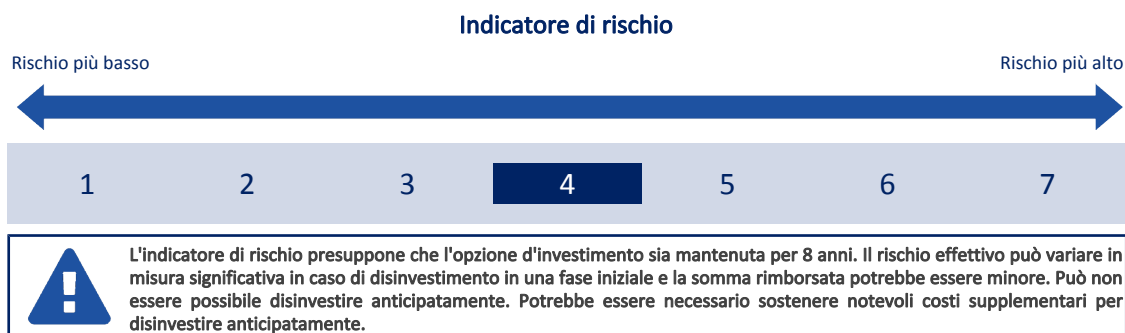 Indicatore di rischio
Rischio più basso
Rischio più alto
1 2 3 4 5 6 7
L'indicatore di rischio presuppone che l'opzione d'investimento sia mantenuta per 8 anni. Il rischio effettivo può variare in
misura significativa in caso di disinvestimento in una fase iniziale e la somma rimborsata potrebbe essere minore. Può non
essere possibile disinvestire anticipatamente. Potrebbe essere necessario sostenere notevoli costi supplementari per
disinvestire anticipatamente.